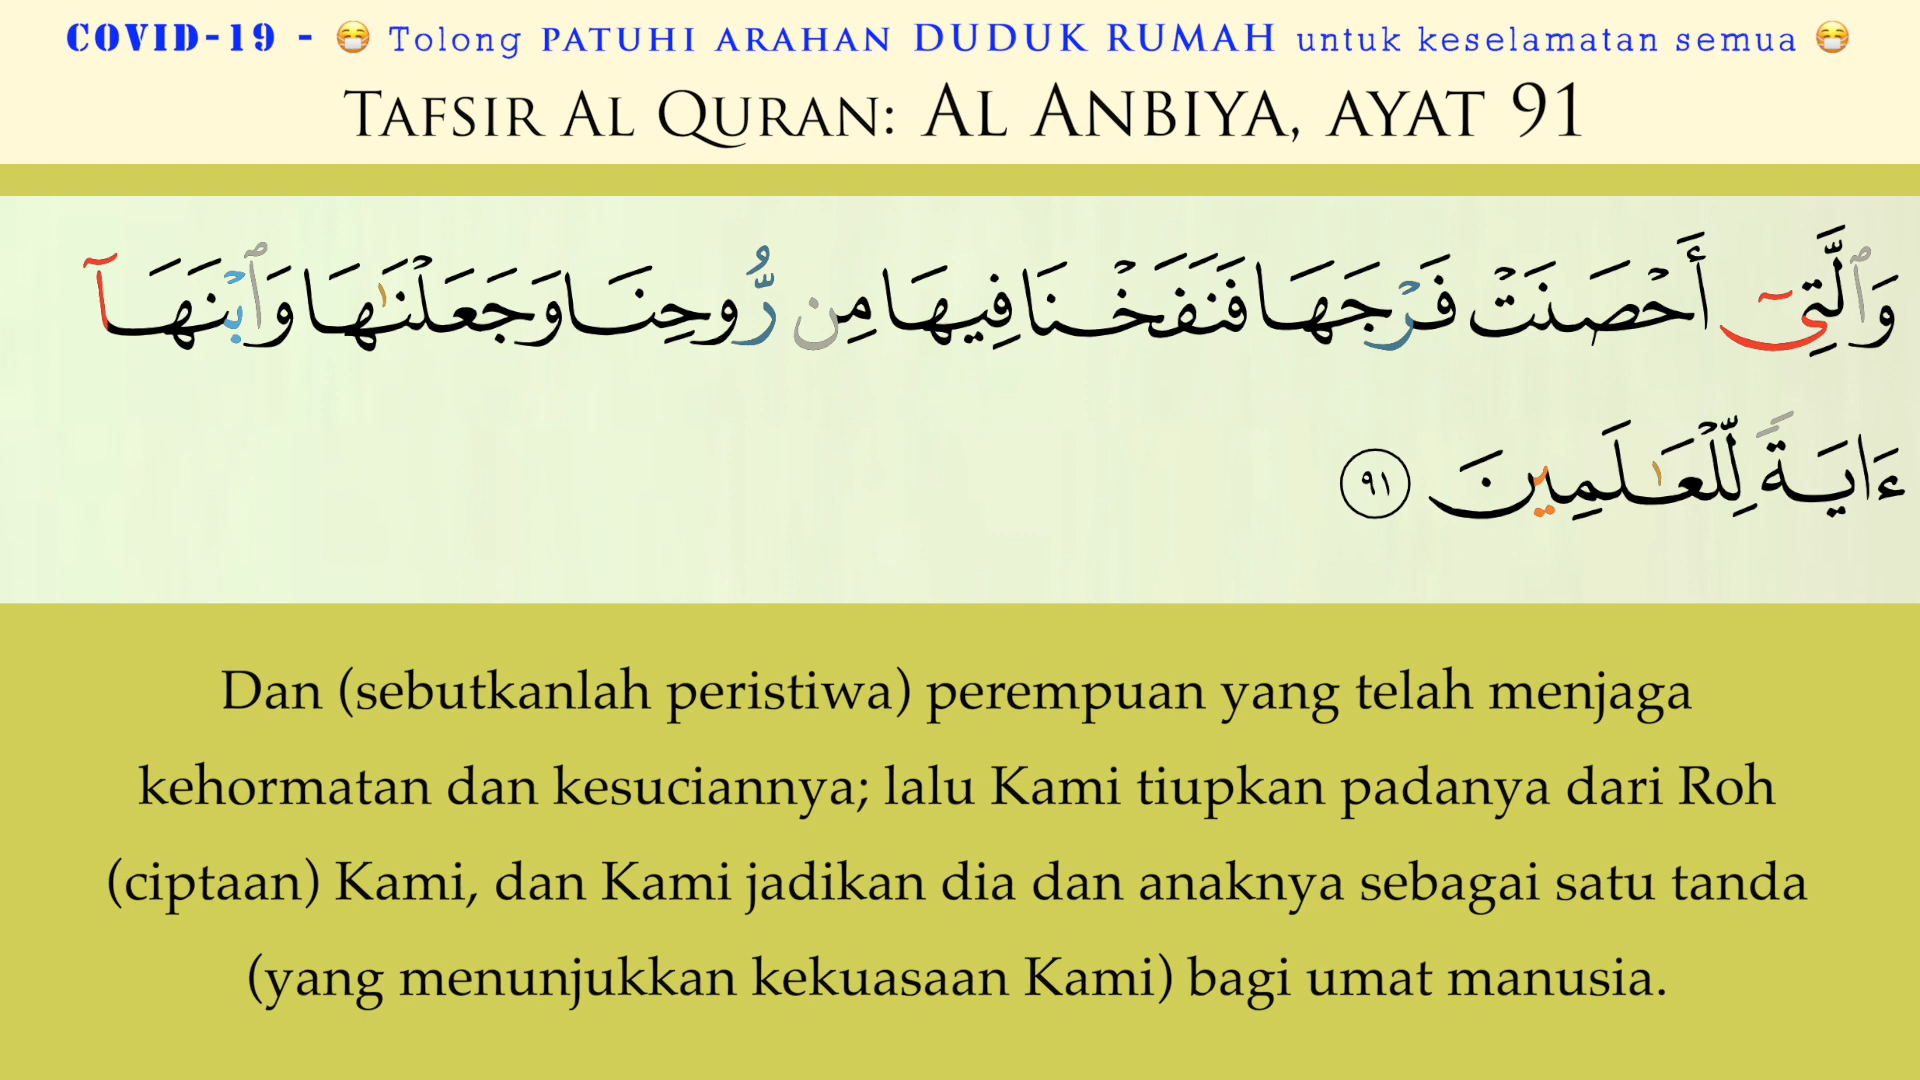 COVID-19 - 😷 Tolong PATUHI ARAHAN DUDUK RUMAH untuk keselamatan semua 😷
TAFSIR AL QURAN: AL ANBIYA, AYAT 91
وَٱلَّتِىٓ أَحْصَنَتْ فَرْجَهَا فَنَفَخْنَا فِيهَا مِن رُّوحِنَا وَجَعَلْنَـٰهَا وَٱبْنَهَآ
ءَايَةً لِّلْعَـٰلَمِينَ ٩١
Dan (sebutkanlah peristiwa) perempuan yang telah menjaga
kehormatan dan kesuciannya; lalu Kami tiupkan padanya dari Roh
(ciptaan) Kami, dan Kami jadikan dia dan anaknya sebagai satu tanda
(yang menunjukkan kekuasaan Kami) bagi umat manusia.